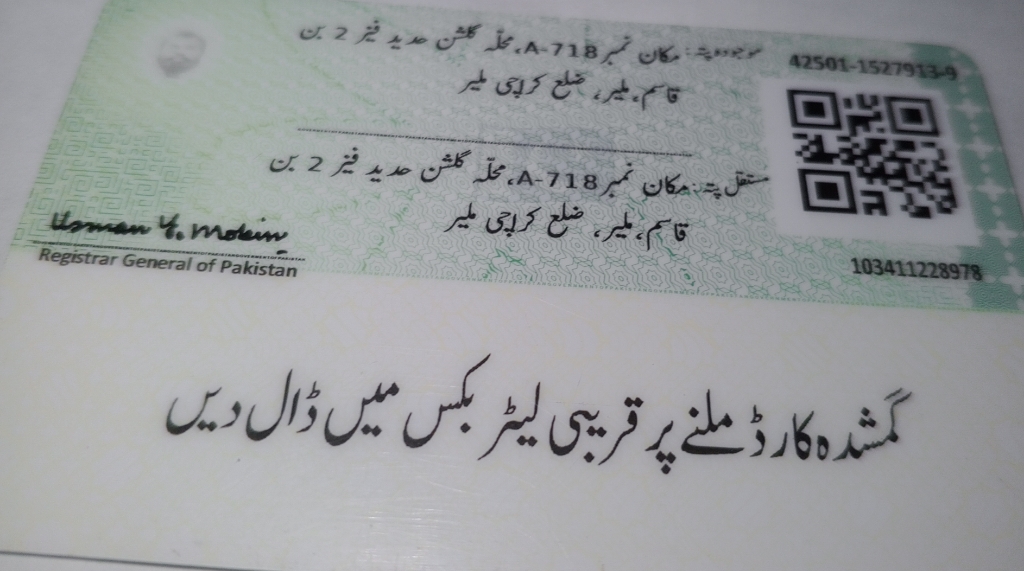 موجودہ پتہ: مکان نمبر A-718، محلّہ گلشن حدید فیز 2 بن
قاسم، ملیر، ضلع کراچی ملیر
42501-1527913-9
مستقل پتہ: مکان نمبر A-718، محلّہ گلشن حدید فیز 2 بن
قاسم، ملیر، ضلع کراچی ملیر
103411228978
Usman Y. Mobin
Registrar General of Pakistan
گمشدہ کارڈ ملنے پر قریبی لیٹر بکس میں ڈال دیں